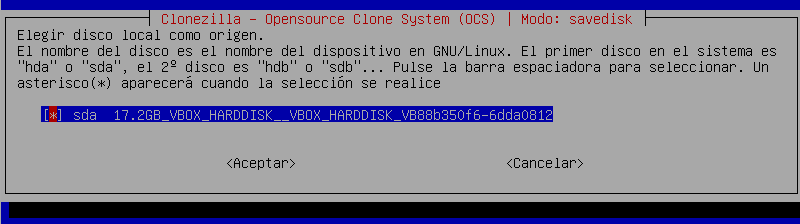 Clonezilla - Opensource Clone System (OCS) | Modo: savedisk
Elegir disco local como origen.
El nombre del disco es el nombre del dispositivo en GNU/Linux. El primer disco en el sistema es
"hda" o "sda", el 2º disco es "hdb" o "sdb"... Pulse la barra espaciadora para seleccionar. Un
asterisco(*) aparecerá cuando la selección se realice
[*] sda 17.2GB_VBOX_HARDDISK__VBOX_HARDDISK_VB88b350f6-6dda0812
<Aceptar> <Cancelar>